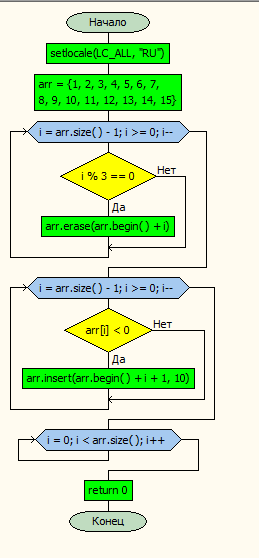 Начало
setlocale(LC_ALL, "RU")
arr = {1, 2, 3, 4, 5, 6, 7,
8, 9, 10, 11, 12, 13, 14, 15}
i = arr.size() - 1; i >= 0; i--
i % 3 == 0
Нет
Да
arr.erase(arr.begin() + i)
i = arr.size() - 1; i >= 0; i--
arr[i] < 0
Нет
Да
arr.insert(arr.begin() + i + 1, 10)
i = 0; i < arr.size(); i++
return 0
Конец